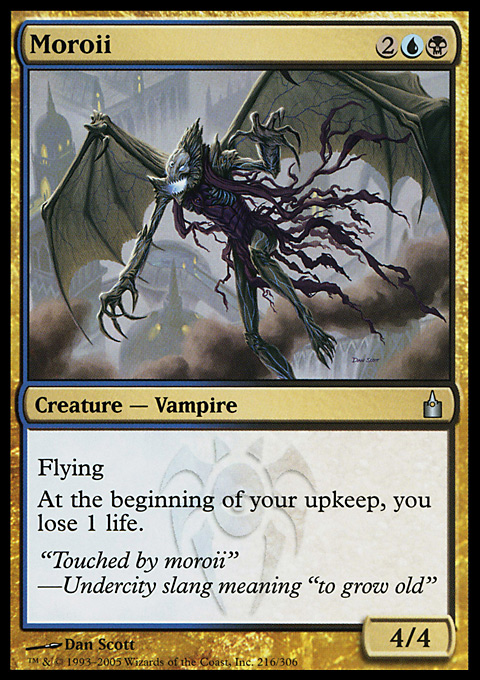 Moroii 2
Dan Scott
Creature — Vampire
Flying
At the beginning of your upkeep, you
lose 1 life.
“Touched by moroii”
—Undercity slang meaning “to grow old”
Dan Scott
4/4
™ & © 1993–2005 Wizards of the Coast, Inc. 216/306